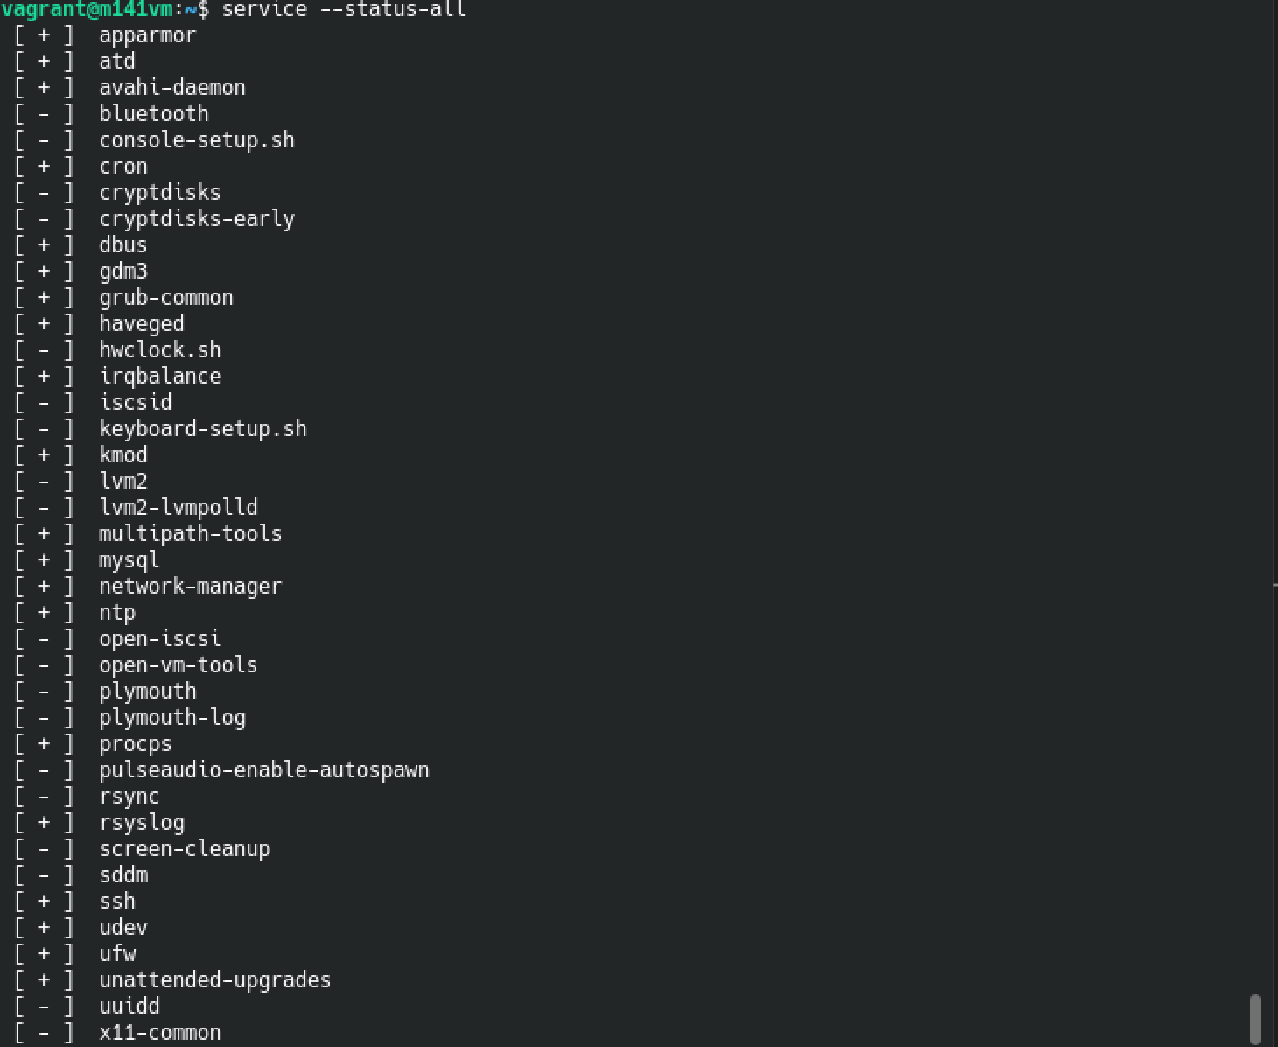 vagrant@m141vm:~$ service --status-all
[ + ]  apparmor
[ + ]  atd
[ + ]  avahi-daemon
[ - ]  bluetooth
[ - ]  console-setup.sh
[ + ]  cron
[ - ]  cryptdisks
[ - ]  cryptdisks-early
[ + ]  dbus
[ + ]  gdm3
[ + ]  grub-common
[ + ]  haveged
[ - ]  hwclock.sh
[ + ]  irqbalance
[ - ]  iscsid
[ - ]  keyboard-setup.sh
[ + ]  kmod
[ - ]  lvm2
[ - ]  lvm2-lvmpolld
[ + ]  multipath-tools
[ + ]  mysql
[ + ]  network-manager
[ + ]  ntp
[ - ]  open-iscsi
[ - ]  open-vm-tools
[ - ]  plymouth
[ - ]  plymouth-log
[ + ]  procps
[ - ]  pulseaudio-enable-autospawn
[ - ]  rsync
[ + ]  rsyslog
[ - ]  screen-cleanup
[ - ]  sddm
[ + ]  ssh
[ + ]  udev
[ + ]  ufw
[ + ]  unattended-upgrades
[ - ]  uuidd
[ - ]  x11-common